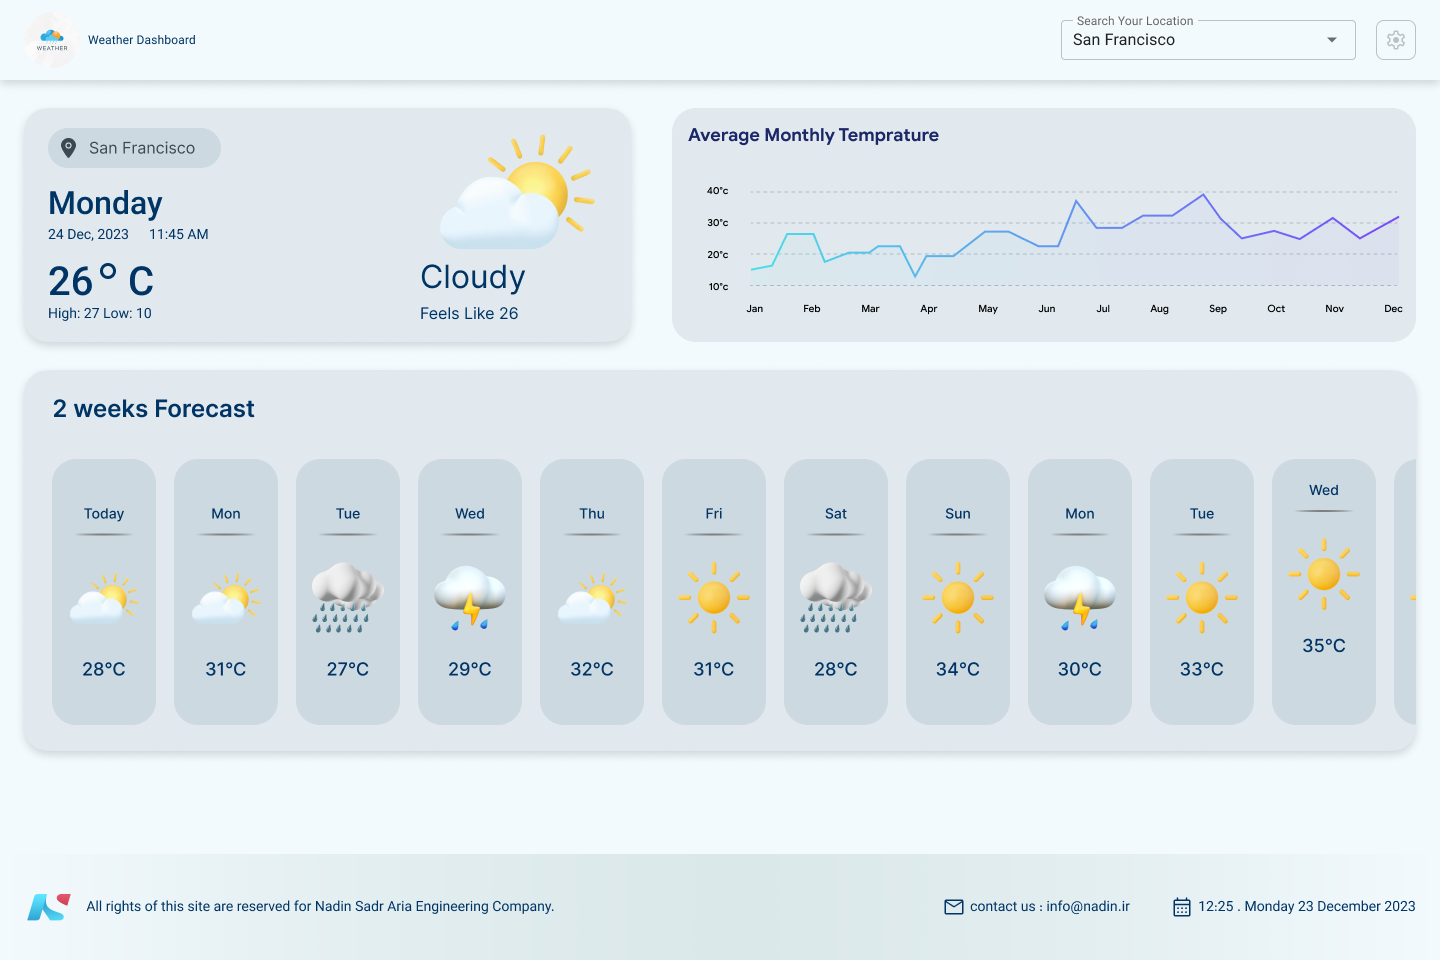 WEATHER
Weather Dashboard
Search Your Location
San Francisco
San Francisco
Monday
24 Dec, 2023 11:45 AM
26° C
High: 27 Low: 10
Cloudy
Feels Like 26
Average Monthly Temprature
40°c
30°c
20°c
10°c
Jan Feb Mar Apr May Jun Jul Aug Sep Oct Nov Dec
2 weeks Forecast
Today Mon Tue Wed Thu Fri Sat Sun Mon Tue Wed
28°C 31°C 27°C 29°C 32°C 31°C 28°C 34°C 30°C 33°C 35°C
All rights of this site are reserved for Nadin Sadr Aria Engineering Company.
contact us : info@nadin.ir
12:25 . Monday 23 December 2023